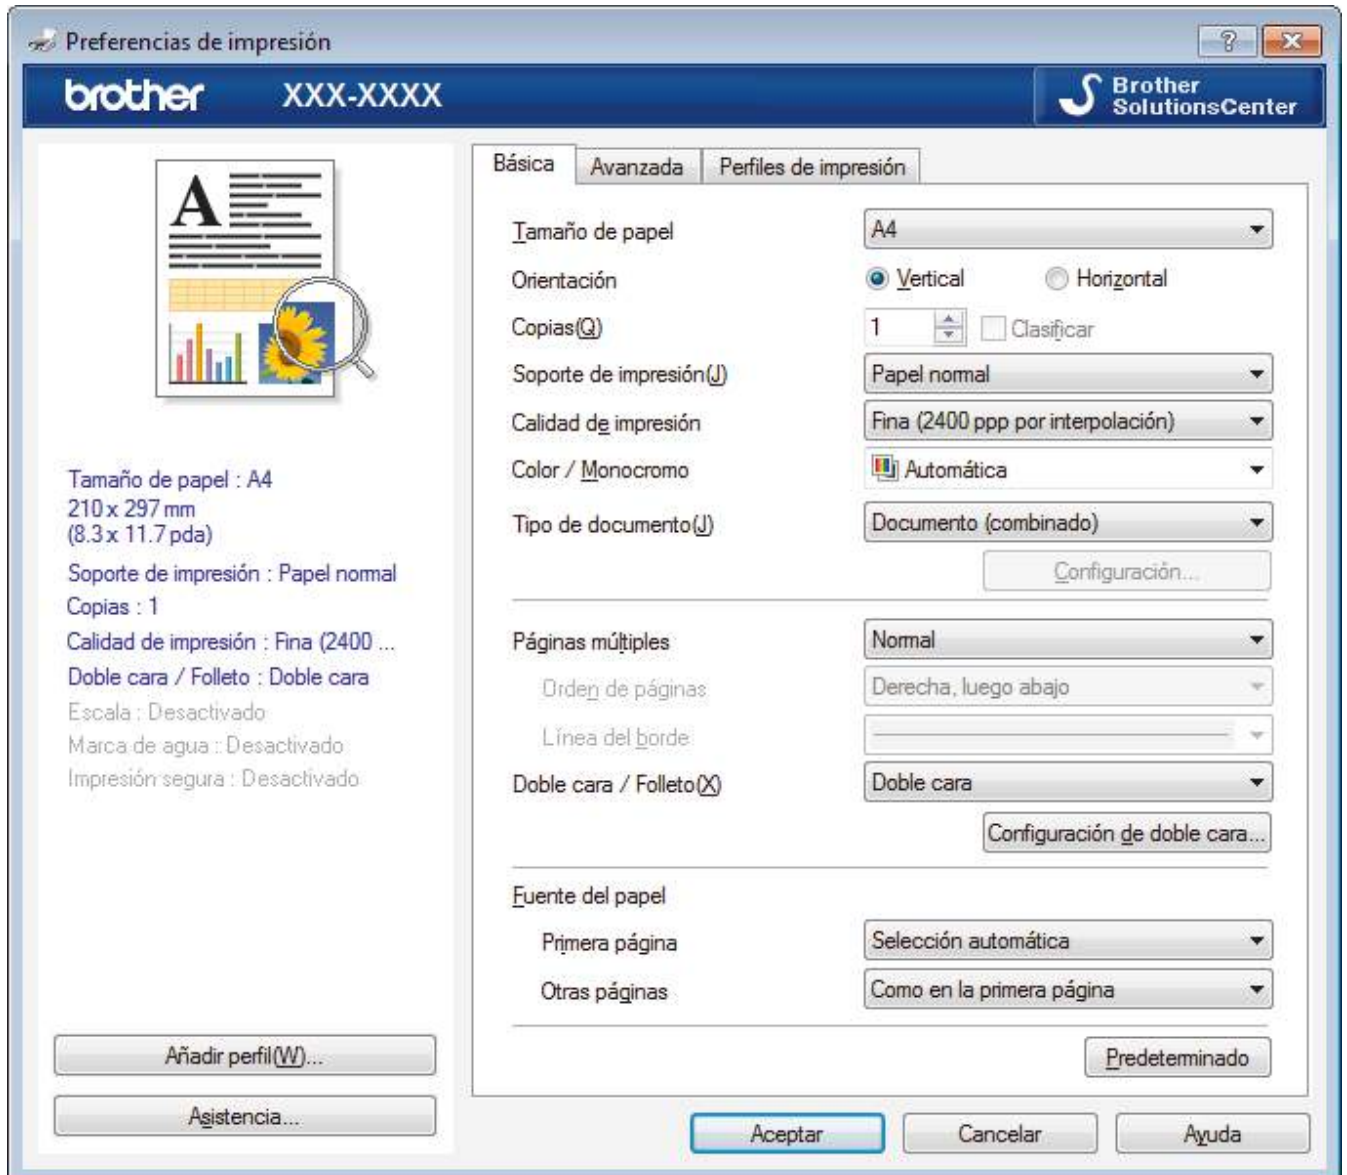 Preferencias de impresión
brother XXX-XXXX
Brother
SolutionsCenter
A
Tamaño de papel : A4
210 x 297 mm
(8.3 x 11.7 pda)
Soporte de impresión : Papel normal
Copias : 1
Calidad de impresión : Fina (2400 ...
Doble cara / Folleto : Doble cara
Escala : Desactivado
Marca de agua : Desactivado
Impresión segura : Desactivado
Añadir perfil(W)...
Asistencia...
Básica Avanzada Perfiles de impresión
Tamaño de papel A4
Orientación Vertical Horizontal
Copias(Q) 1 Clasificar
Soporte de impresión(J) Papel normal
Calidad de impresión Fina (2400 ppp por interpolación)
Color / Monocromo Automática
Tipo de documento(J) Documento (combinado)
Configuración...
Páginas múltiples Normal
Orden de páginas Derecha, luego abajo
Línea del borde
Doble cara / Folleto(X) Doble cara
Configuración de doble cara...
Fuente del papel
Primera página Selección automática
Otras páginas Como en la primera página
Predeterminado
Aceptar Cancelar Ayuda